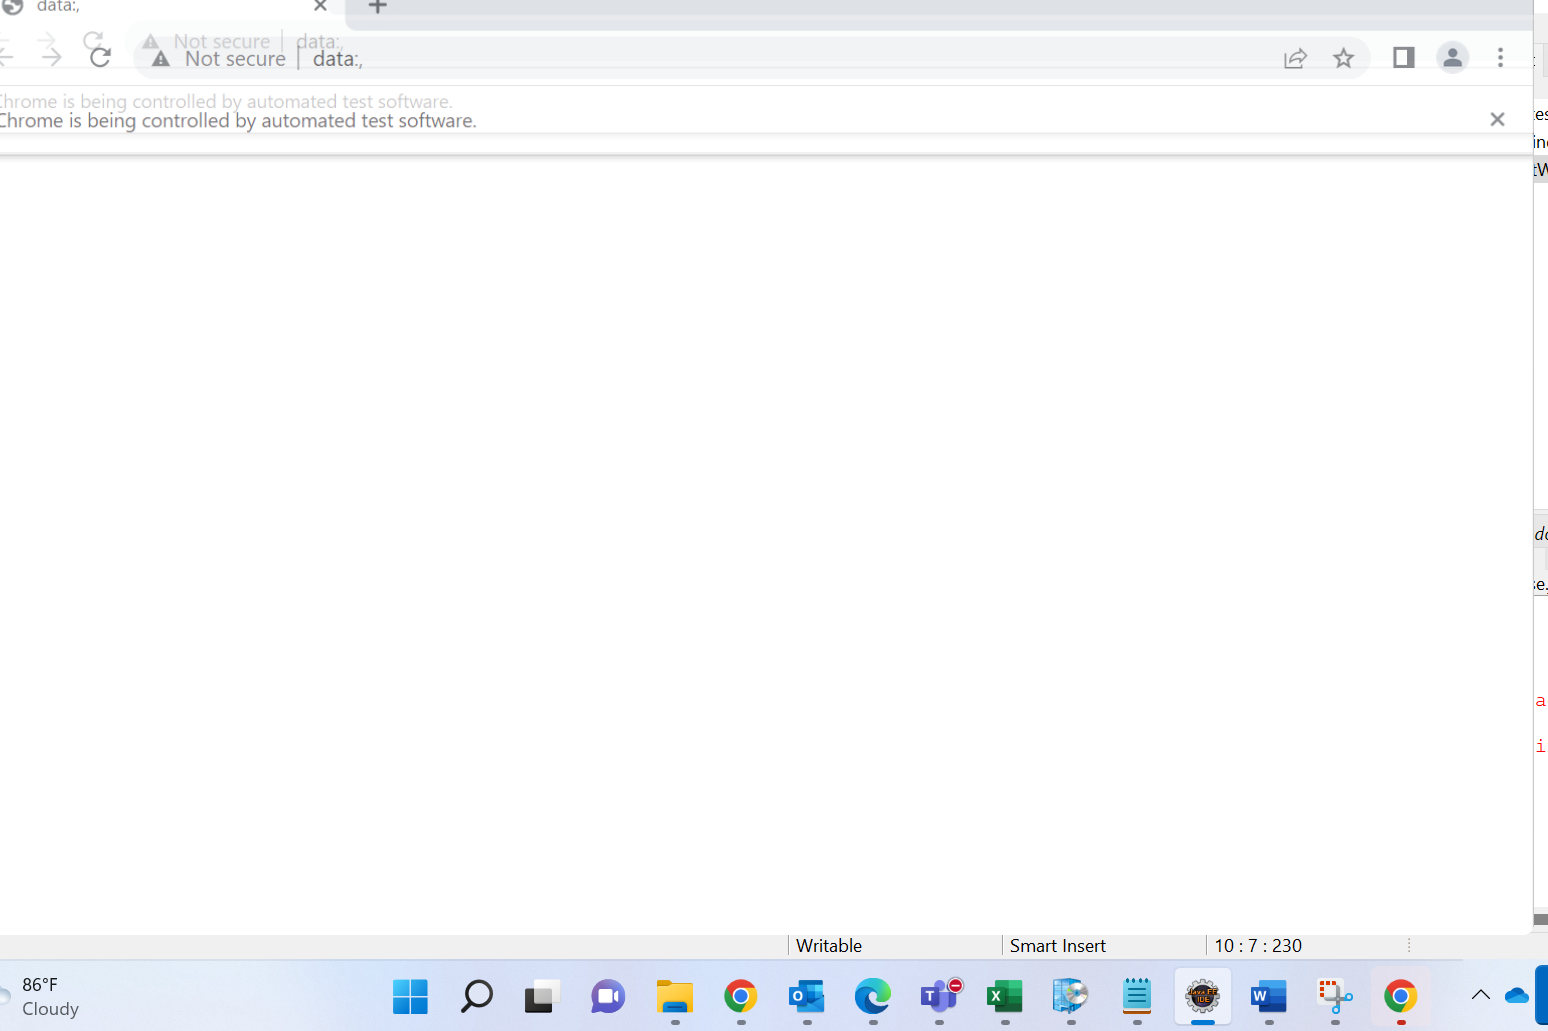 data:,
Not secure | data:,
Not secure | data:,
Chrome is being controlled by automated test software.
Chrome is being controlled by automated test software.
a
i
Writable
Smart Insert
10 : 7 : 230
86°F
Cloudy